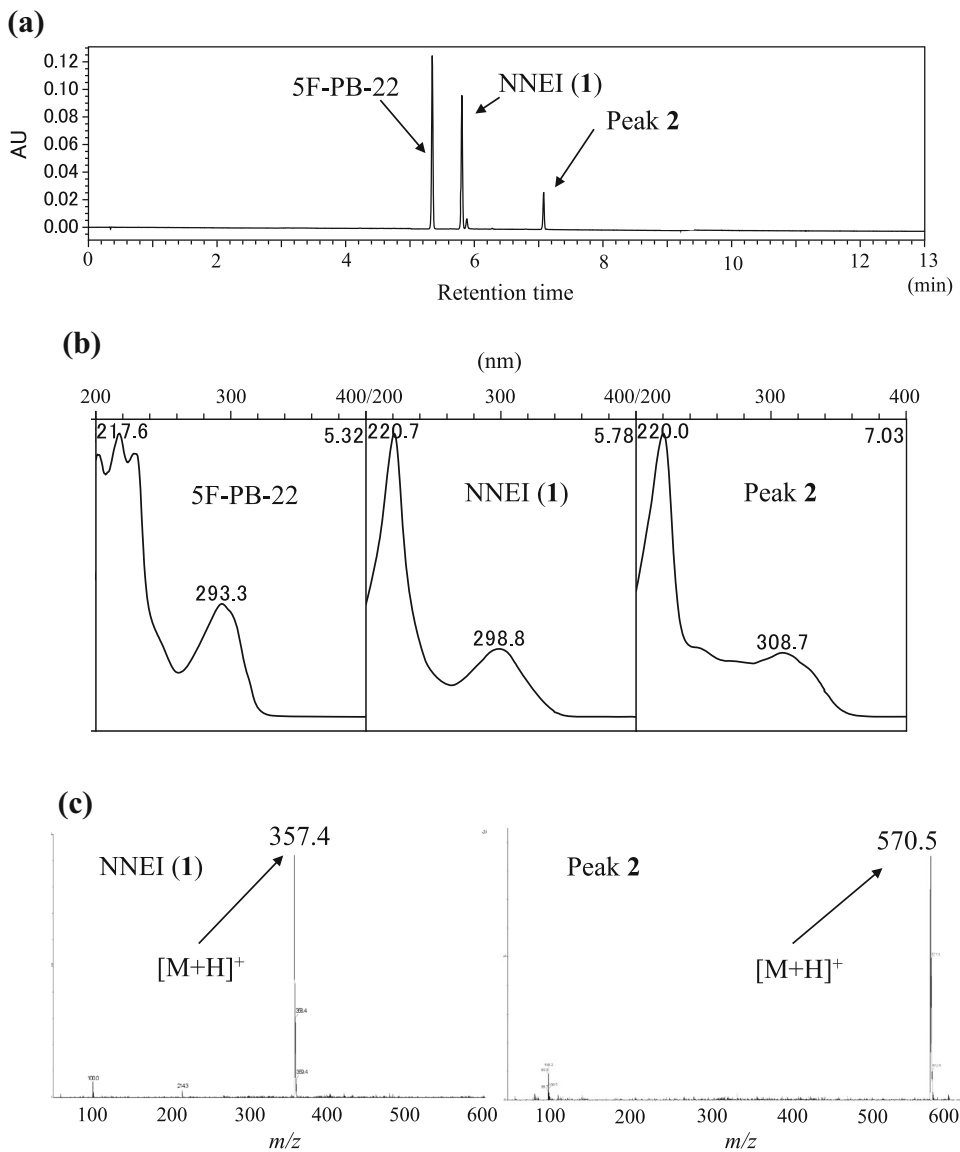 (a)
0.12
0.10
0.08
0.06
0.04
0.02
0.00
AU
5F-PB-22
NNEI (1)
Peak 2
0 2 4 6 8 10 12 13
Retention time
(min)
(b)
(nm)
200 300 400/200 300 400/200 300 400
217.6 5.32 220.7 5.78 220.0 7.03
5F-PB-22 NNEI (1) Peak 2
293.3 298.8 308.7
(c)
357.4
NNEI (1)
[M+H]+
214.3
359.4
100 200 300 400 500 600
m/z
570.5
Peak 2
[M+H]+
100 200 300 400 500 600
m/z